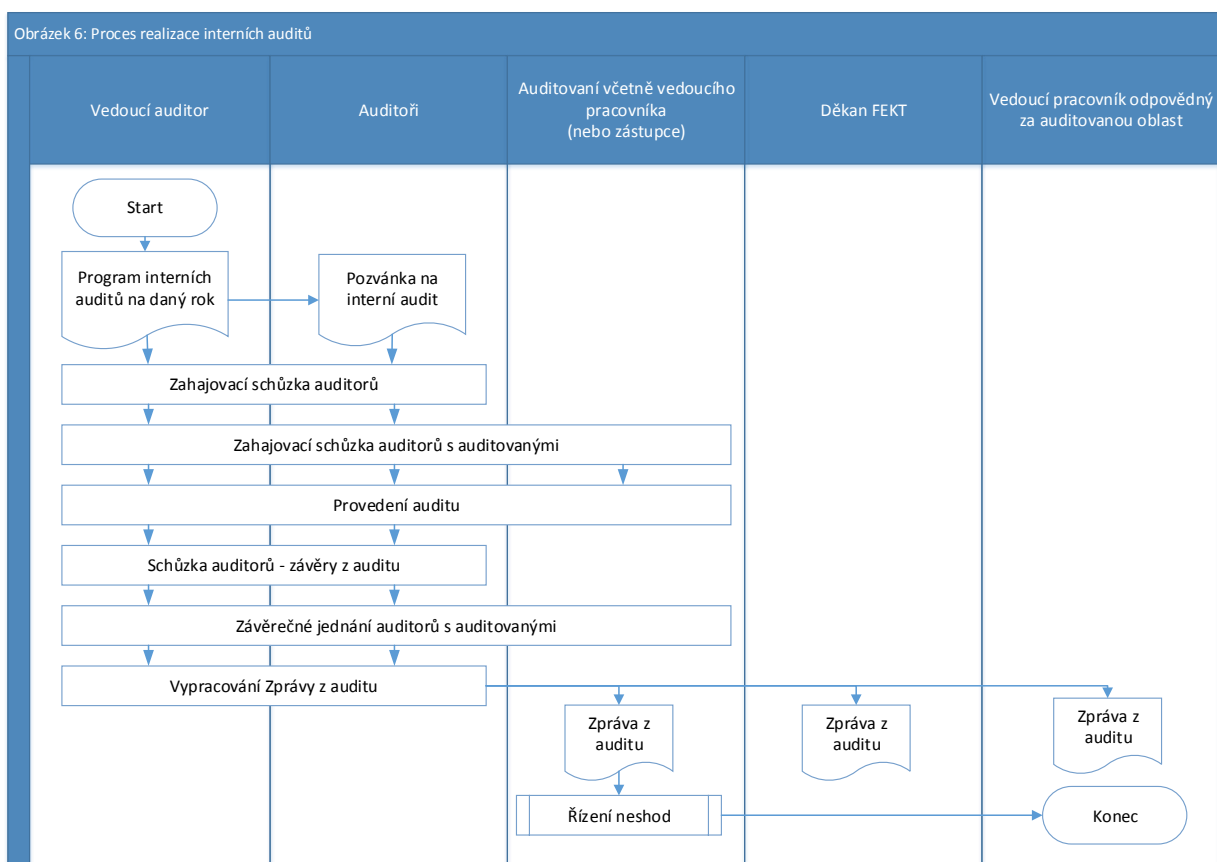 Obrázek 6: Proces realizace interních auditů
Vedoucí auditor
Auditoři
Auditovaní včetně vedoucího
pracovníka
(nebo zástupce)
Děkan FEKT
Vedoucí pracovník odpovědný
za auditovanou oblast
Start
Program interních
auditů na daný rok
Pozvánka na
interní audit
Zahajovací schůzka auditorů
Zahajovací schůzka auditorů s auditovanými
Provedení auditu
Schůzka auditorů - závěry z auditu
Závěrečné jednání auditorů s auditovanými
Vypracování Zprávy z auditu
Zpráva z
auditu
Zpráva z
auditu
Zpráva z
auditu
Řízení neshod
Konec